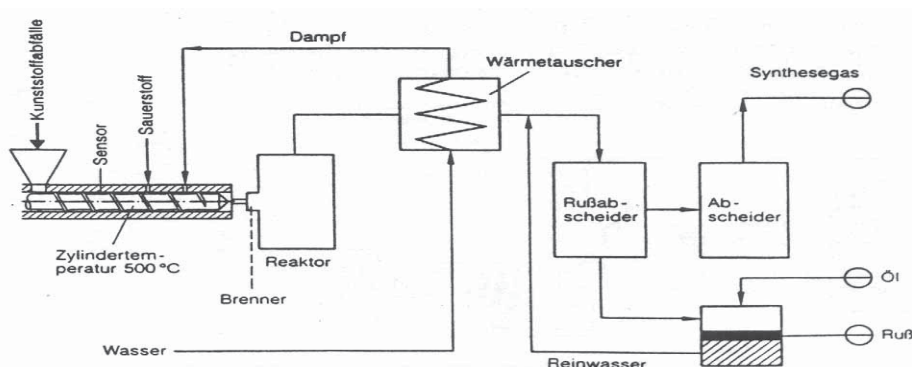 Dampf
Kunststoffabfälle
Sensor
Sauerstoff
Wärmetauscher
Synthesegas
Zylindertem-
peratur 500 °C
Reaktor
Brenner
Rußab-
scheider
Ab-
scheider
Öl
Ruß
Wasser
Reinwasser